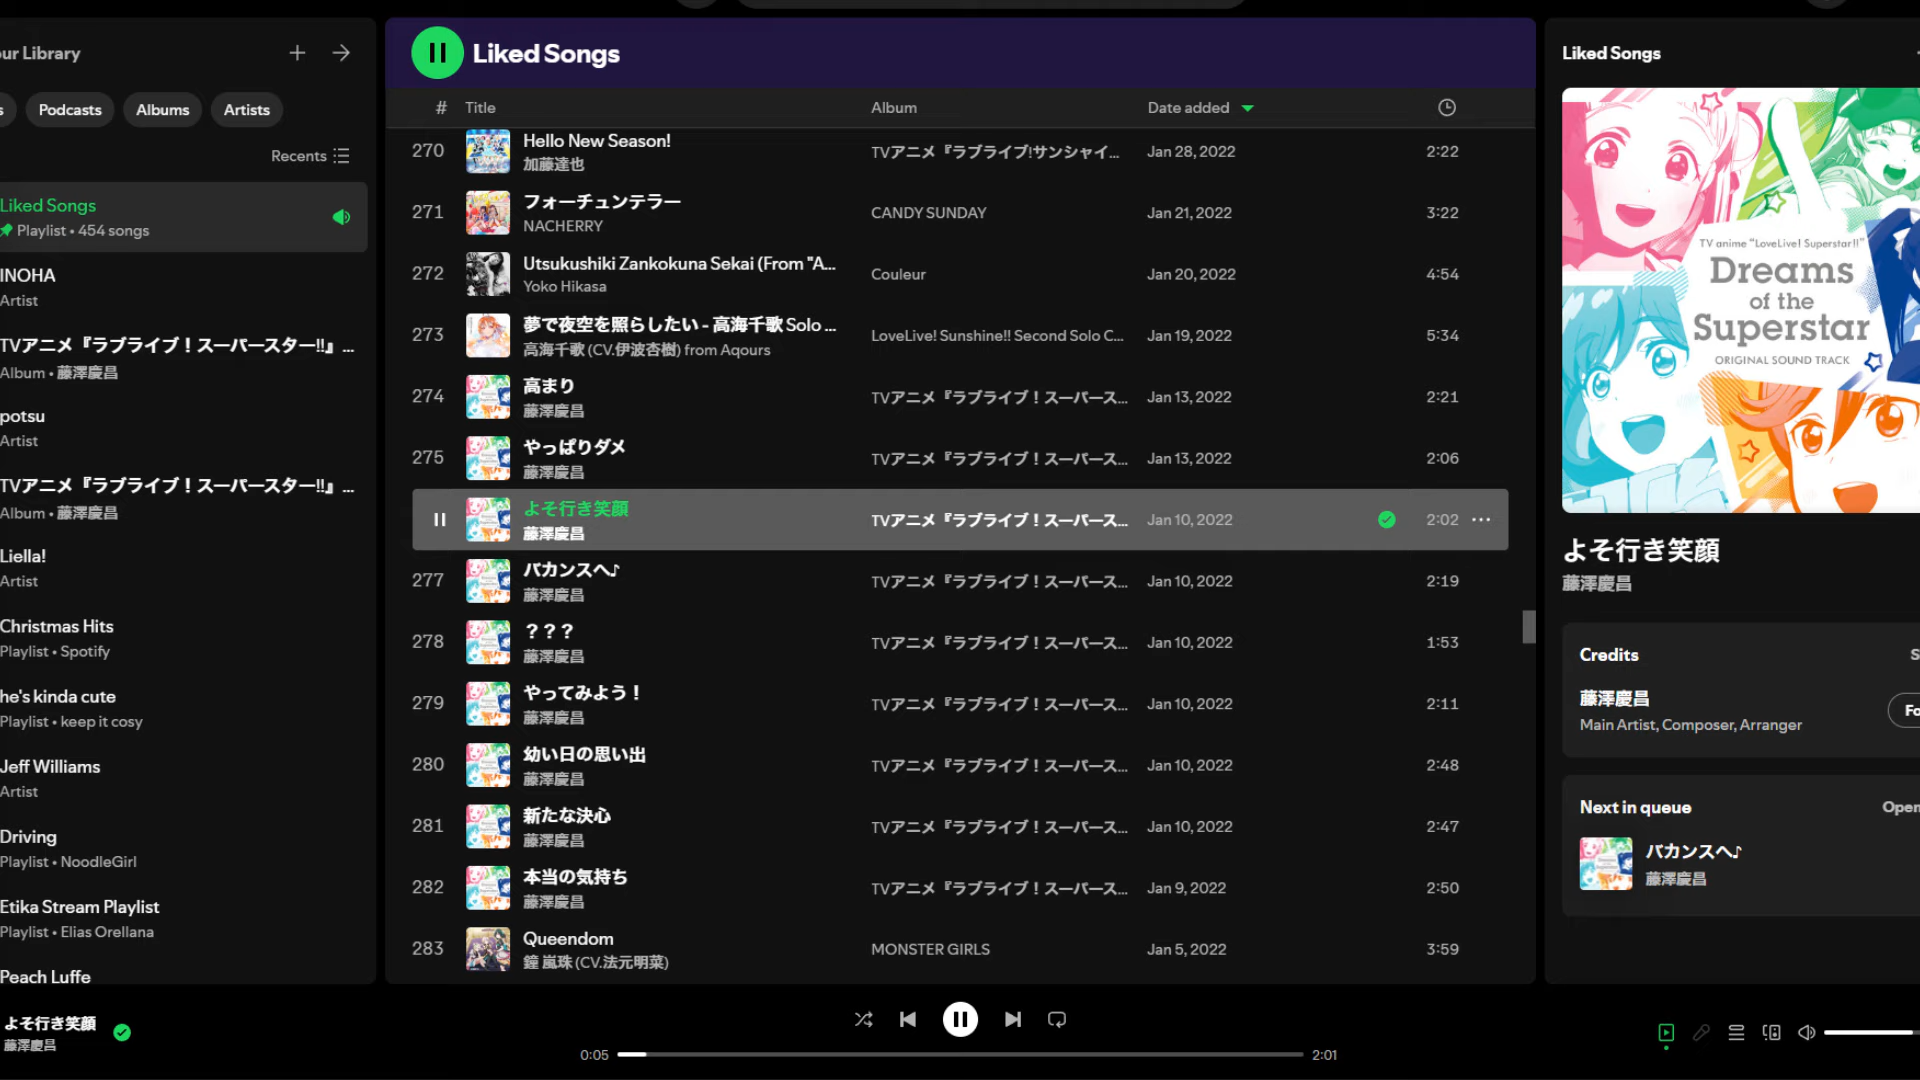 our Library
Podcasts
Albums
Artists
Recents
Liked Songs
Playlist • 454 songs
INOHA
Artist
TVアニメ『ラブライブ！スーパースター!!』...
Album • 藤澤慶昌
potsu
Artist
TVアニメ『ラブライブ！スーパースター!!』...
Album • 藤澤慶昌
Liella!
Artist
Christmas Hits
Playlist • Spotify
he's kinda cute
Playlist • keep it cosy
Jeff Williams
Artist
Driving
Playlist • NoodleGirl
Etika Stream Playlist
Playlist • Elias Orellana
Peach Luffe
Liked Songs
# Title Album Date added
270 Hello New Season! TVアニメ『ラブライブ!サンシャイ... Jan 28, 2022 2:22
加藤達也
271 フォーチュンテラー CANDY SUNDAY Jan 21, 2022 3:22
NACHERRY
272 Utsukushiki Zankokuna Sekai (From "A... Couleur Jan 20, 2022 4:54
Yoko Hikasa
273 夢で夜空を照らしたい - 高海千歌 Solo ... LoveLive! Sunshine!! Second Solo C... Jan 19, 2022 5:34
高海千歌 (CV.伊波杏樹) from Aqours
274 高まり TVアニメ『ラブライブ！スーパース... Jan 13, 2022 2:21
藤澤慶昌
275 やっぱりダメ TVアニメ『ラブライブ！スーパース... Jan 13, 2022 2:06
藤澤慶昌
よそ行き笑顔 TVアニメ『ラブライブ！スーパース... Jan 10, 2022 2:02
藤澤慶昌
277 バカンスへ♪ TVアニメ『ラブライブ！スーパース... Jan 10, 2022 2:19
藤澤慶昌
278 ？？？ TVアニメ『ラブライブ！スーパース... Jan 10, 2022 1:53
藤澤慶昌
279 やってみよう！ TVアニメ『ラブライブ！スーパース... Jan 10, 2022 2:11
藤澤慶昌
280 幼い日の思い出 TVアニメ『ラブライブ！スーパース... Jan 10, 2022 2:48
藤澤慶昌
281 新たな決心 TVアニメ『ラブライブ！スーパース... Jan 10, 2022 2:47
藤澤慶昌
282 本当の気持ち TVアニメ『ラブライブ！スーパース... Jan 9, 2022 2:50
藤澤慶昌
283 Queendom MONSTER GIRLS Jan 5, 2022 3:59
鐘 嵐珠 (CV.法元明菜)
Liked Songs
TV anime "LoveLive! Superstar!!"
Dreams
of the
Superstar
ORIGINAL SOUND TRACK
よそ行き笑顔
藤澤慶昌
Credits
藤澤慶昌
Main Artist, Composer, Arranger
Next in queue
Open
バカンスへ♪
藤澤慶昌
よそ行き笑顔
藤澤慶昌
0:05
2:01